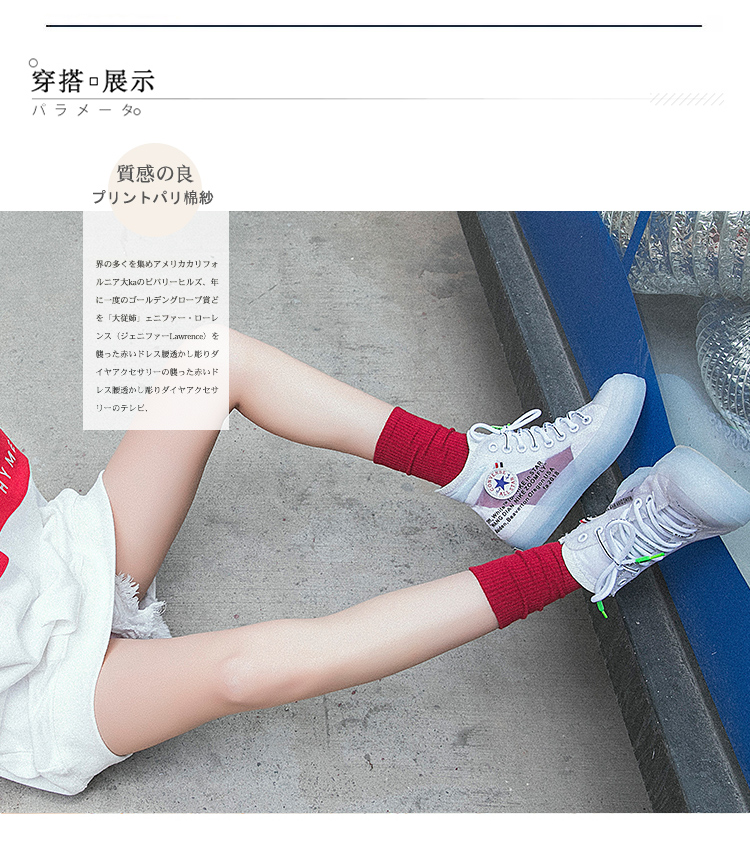 穿搭 展示
パラメータ
質感の良
プリントパリ棉紗
界の多くを集めアメリカカリフォ
ルニア大kaのビバリーヒルズ、年
に一度のゴールデングローブ賞ど
を「大従姉」ェニファー・ローレ
ンス（ジェニファーLawrence）を
襲った赤いドレス腰透かし彫りダ
イヤアクセサリーの襲った赤いド
レス腰透かし彫りダイヤアクセサ
リーのテレビ、
HYM
CONVERSE
ALL STAR